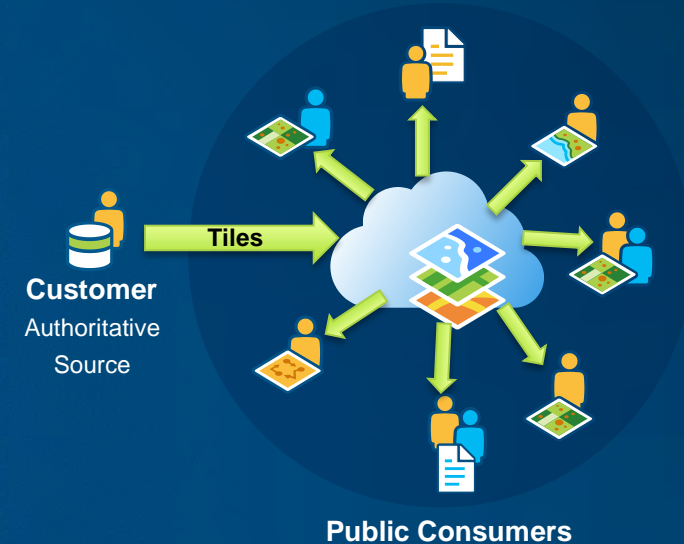 Tiles
Customer
Authoritative
Source
Public Consumers